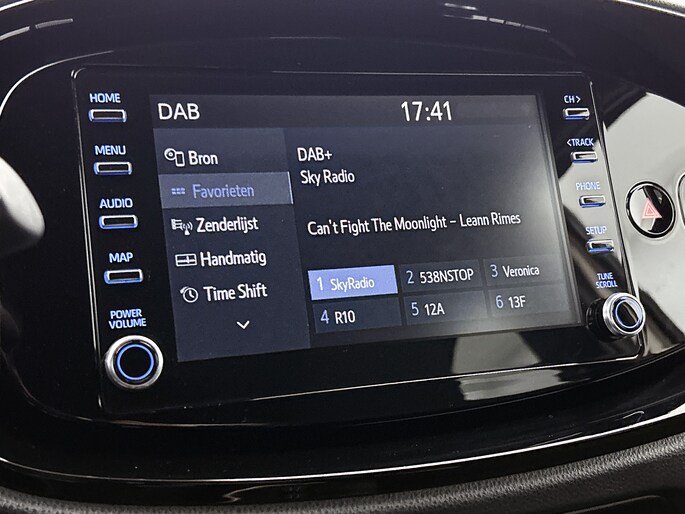 HOME
MENU
AUDIO
MAP
POWER
VOLUME
DAB 17:41
Bron
Favorieten
Zenderlijst
Handmatig
Time Shift
DAB+
Sky Radio
Can't Fight The Moonlight – Leann Rimes
1 SkyRadio 2 538NSTOP 3 Veronica
4 R10 5 12A 6 13F
CH >
< TRACK
PHONE
SETUP
TUNE
SCROLL